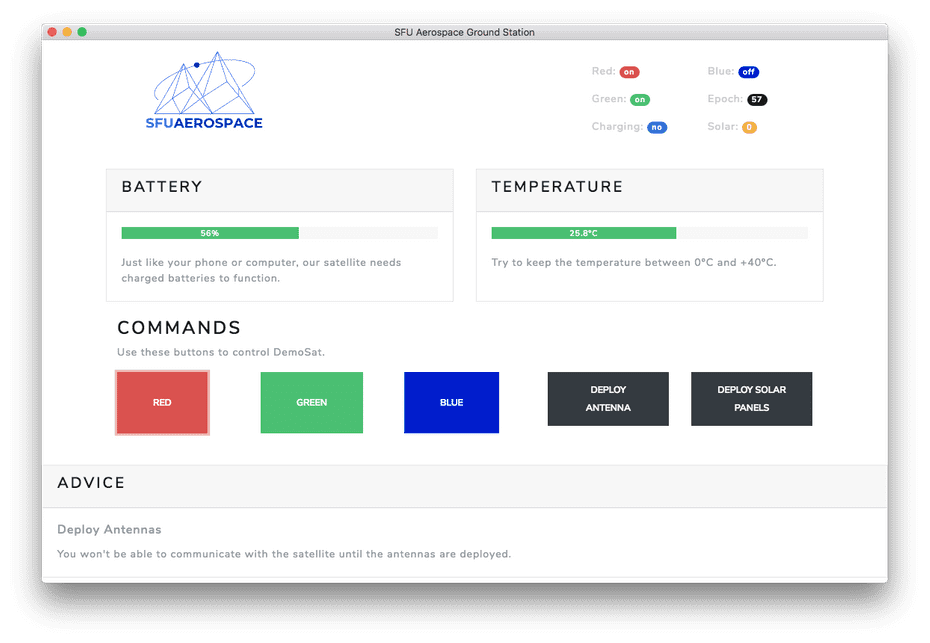 SFU Aerospace Ground Station
SFUAEROSPACE
Red: on
Blue: off
Green: on
Epoch: 57
Charging: no
Solar: 0
BATTERY
56%
Just like your phone or computer, our satellite needs
charged batteries to function.
TEMPERATURE
25.8°C
Try to keep the temperature between 0°C and +40°C.
COMMANDS
Use these buttons to control DemoSat.
RED
GREEN
BLUE
DEPLOY
ANTENNA
DEPLOY SOLAR
PANELS
ADVICE
Deploy Antennas
You won't be able to communicate with the satellite until the antennas are deployed.